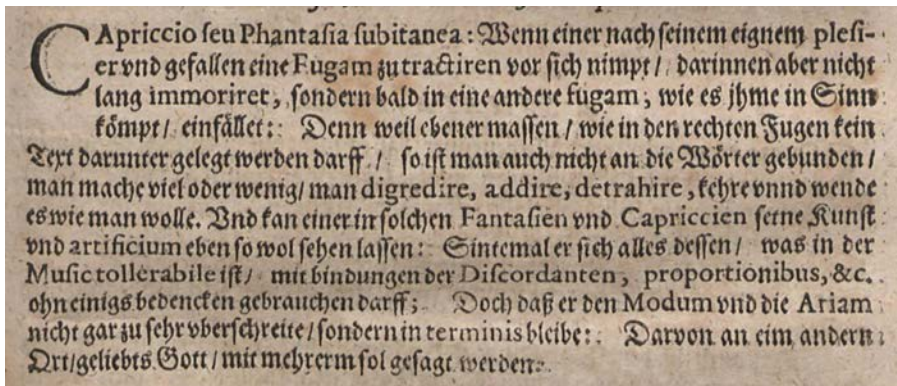 CApriccio seu Phantasia subitanea: Wenn einer nach seinem eignem plesi-
er vnd gefallen eine Fugam zu tractiren vor sich nimpt / darinnen aber nicht
lang immoriret, sondern bald in eine andere fugam, wie es jhme in Sinn
kömpt / einfället: Denn weil ebener massen / wie in den rechten Fugen kein
Text darunter gelegt werden darff / so ist man auch nicht an die Wörter gebunden /
man mache viel oder wenig / man digredire, addire, detrahire, kehre vnnd wende
es wie man wolle. Vnd kan einer in solchen Fantasien vnd Capriccien seine Kunst
vnd artificium eben so wol sehen lassen: Sintemal er sich alles dessen / was in der
Music tollerabile ist / mit bindungen der Discordanten, proportionibus, &c.
ohn einigs bedencken gebrauchen darff; Doch daß er den Modum vnd die Ariam
nicht gar zu sehr vberschreite / sondern in terminis bleibe: Darvon an eim andern
Ort / geliebts Gott / mit mehrerm sol gesagt werden.